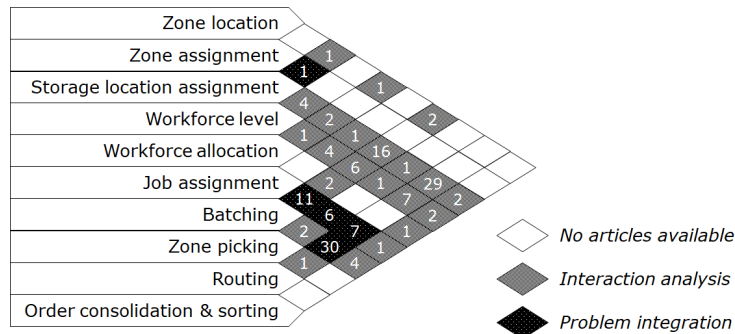 Zone location
Zone assignment 1
1
Storage location assignment 1
4
Workforce level 2 2
1 1
Workforce allocation 4 16
6 1
Job assignment 2 1 29
11 7 2
Batching 6 2
2 7 1
No articles available
Zone picking 30 1
1 4
Routing
Interaction analysis
Order consolidation & sorting
Problem integration